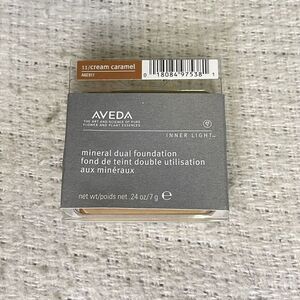 11/cream caramel
0 18084 97538 1
AVEDA
THE ART AND SCIENCE OF PURE
FLOWER AND PLANT ESSENCES
INNER LIGHT
mineral dual foundation
fond de teint double utilisation
aux minéraux
net wt/poids net .24 oz/7 g e